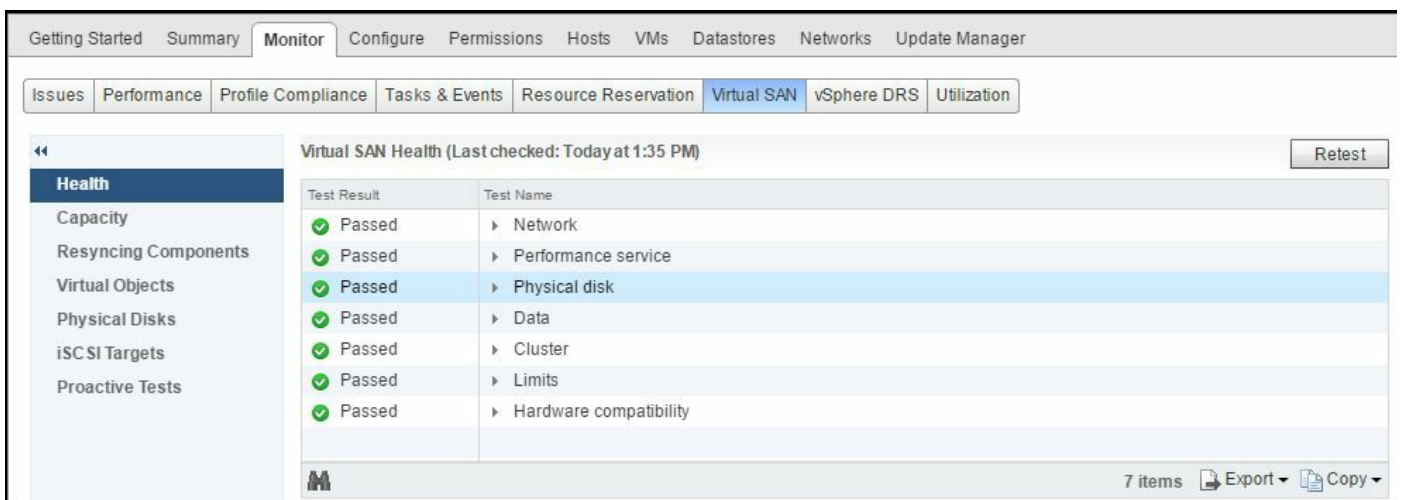 Getting Started Summary Monitor Configure Permissions Hosts VMs Datastores Networks Update Manager
Issues Performance Profile Compliance Tasks & Events Resource Reservation Virtual SAN vSphere DRS Utilization
Virtual SAN Health (Last checked: Today at 1:35 PM) Retest
Health
Capacity
Resyncing Components
Virtual Objects
Physical Disks
iSCSI Targets
Proactive Tests
Test Result Test Name
Passed Network
Passed Performance service
Passed Physical disk
Passed Data
Passed Cluster
Passed Limits
Passed Hardware compatibility
7 items Export Copy